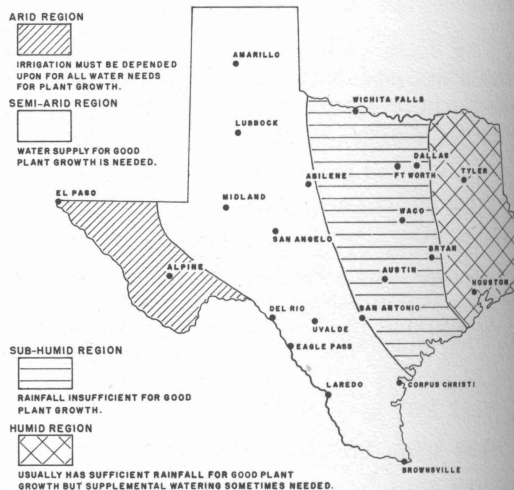 ARID REGION
IRRIGATION MUST BE DEPENDED
UPON FOR ALL WATER NEEDS
FOR PLANT GROWTH.
SEMI-ARID REGION
WATER SUPPLY FOR GOOD
PLANT GROWTH IS NEEDED.
AMARILLO
WICHITA FALLS
LUBBOCK
DALLAS
FT WORTH
TYLER
ABILENE
EL PASO
MIDLAND
WACO
SAN ANGELO
BRYAN
ALPINE
AUSTIN
HOUSTON
DEL RIO
SAN ANTONIO
UVALDE
EAGLE PASS
LAREDO
CORPUS CHRISTI
BROWNSVILLE
SUB-HUMID REGION
RAINFALL INSUFFICIENT FOR GOOD
PLANT GROWTH.
HUMID REGION
USUALLY HAS SUFFICIENT RAINFALL FOR GOOD PLANT
GROWTH BUT SUPPLEMENTAL WATERING SOMETIMES NEEDED.